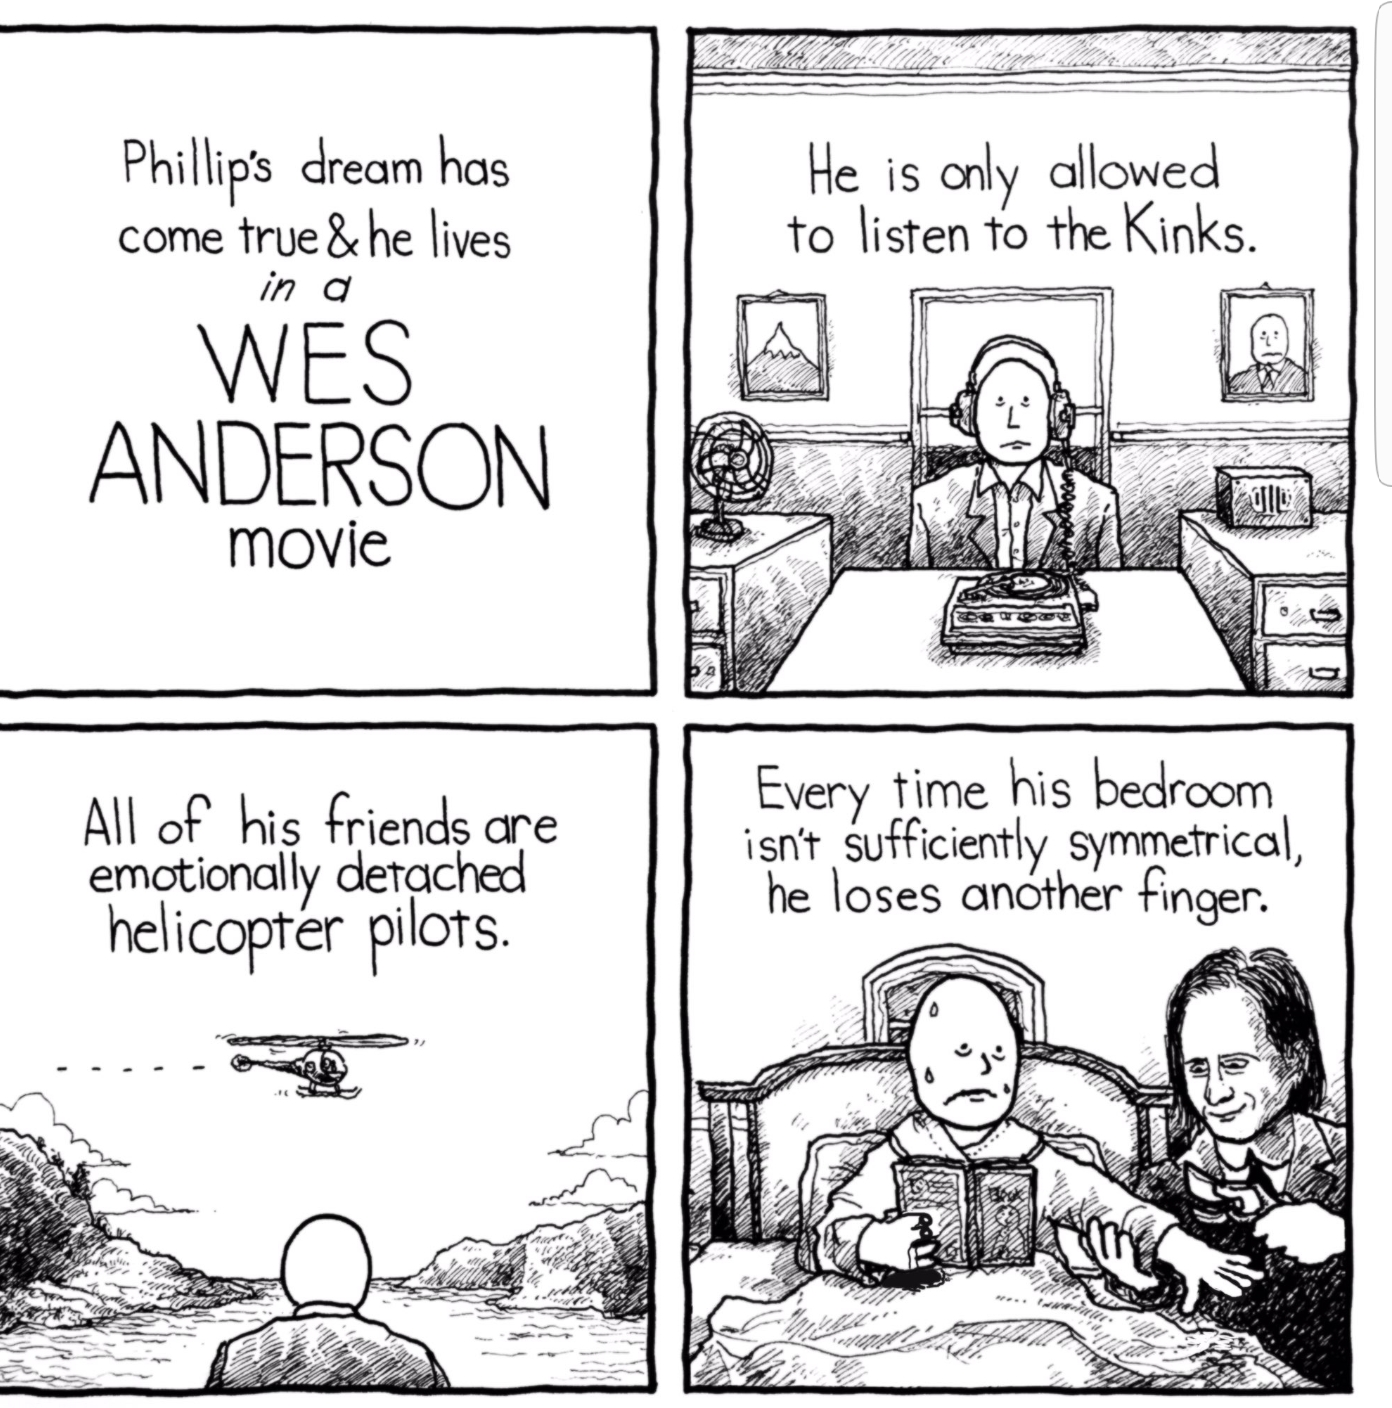 Phillip's dream has
come true & he lives
in a
WES
ANDERSON
movie
He is only allowed
to listen to the Kinks.
All of his friends are
emotionally detached
helicopter pilots.
Every time his bedroom
isn't sufficiently symmetrical,
he loses another finger.
Book